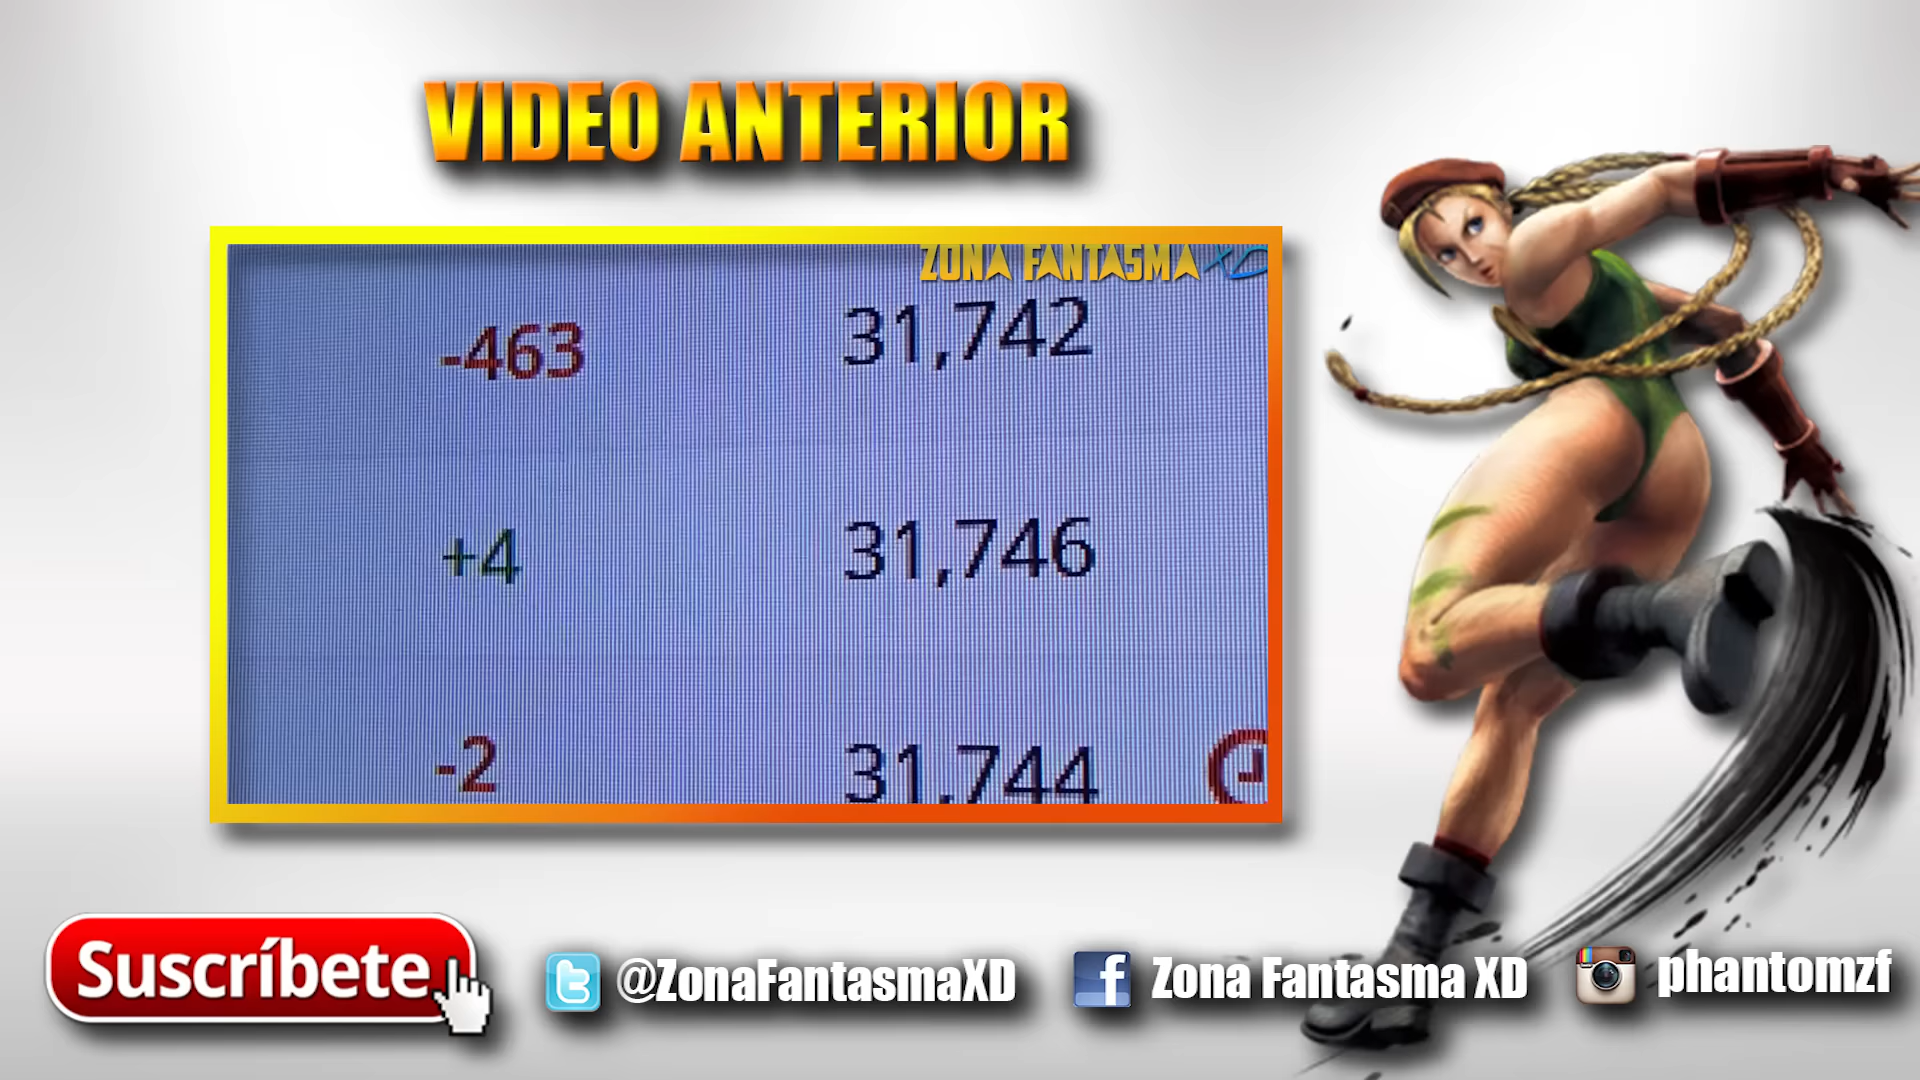 VIDEO ANTERIOR
ZONA FANTASMA XD
-463 31,742
+4 31,746
-2 31,744
Suscríbete
@ZonaFantasmaXD
Zona Fantasma XD
phantomzf